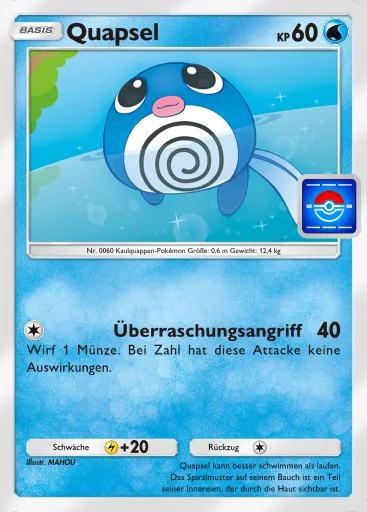 BASIS Quapsel KP 60
Nr. 0060 Kaulquappen-Pokémon Größe: 0,6 m Gewicht: 12,4 kg
Überraschungsangriff 40
Wirf 1 Münze. Bei Zahl hat diese Attacke keine
Auswirkungen.
Schwäche +20 Rückzug
Illustr. MAHOU
Quapsel kann besser schwimmen als laufen.
Das Spiralmuster auf seinem Bauch ist ein Teil
seiner Innereien, der durch die Haut sichtbar ist.